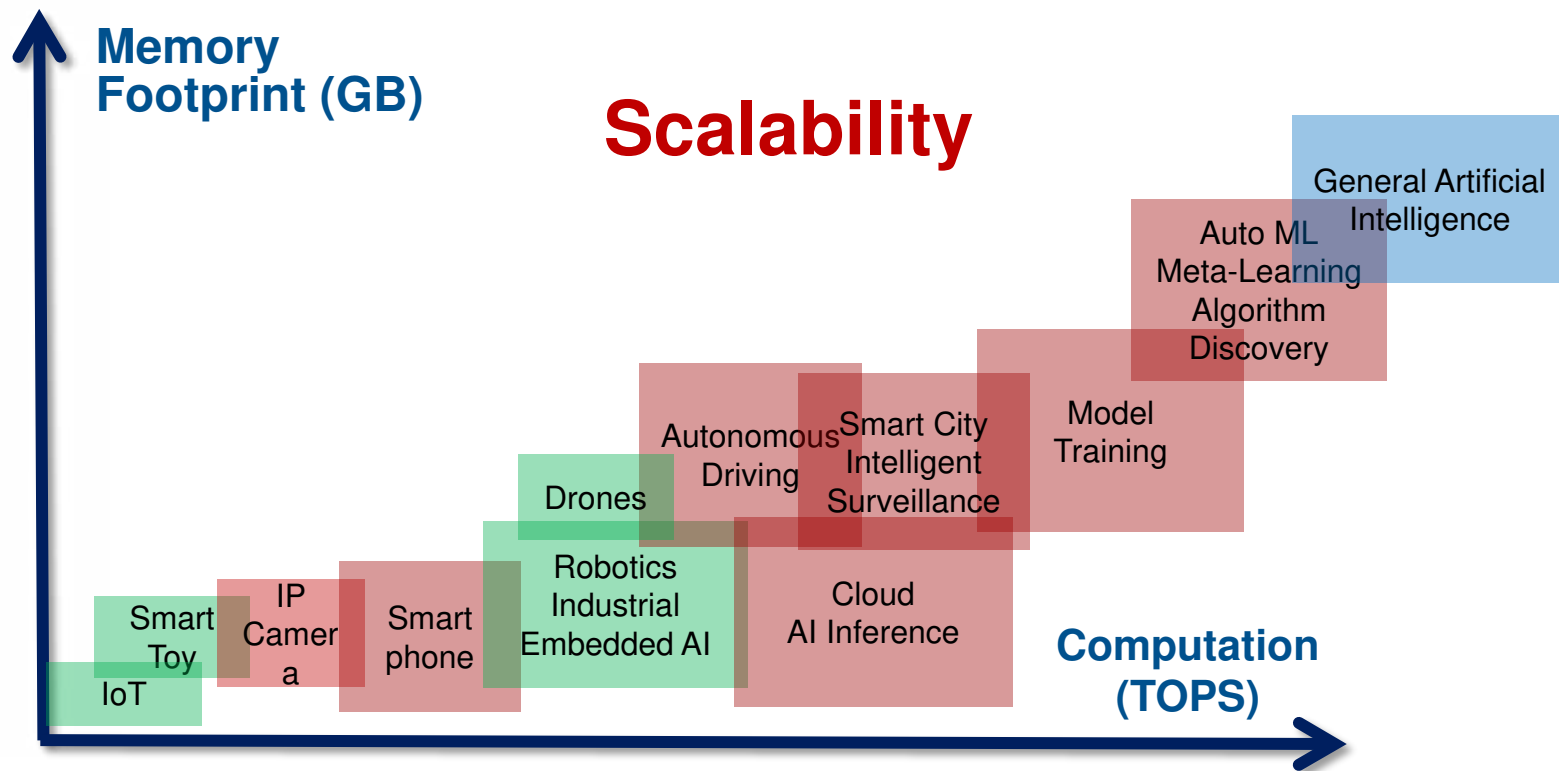 Memory
Footprint (GB)
Scalability
General Artificial
Intelligence
Auto ML
Meta-Learning
Algorithm
Discovery
Model
Training
Autonomous
Driving
Smart City
Intelligent
Surveillance
Drones
Robotics
Industrial
Embedded AI
Cloud
AI Inference
Smart
phone
IP
Camer
a
Smart
Toy
IoT
Computation
(TOPS)